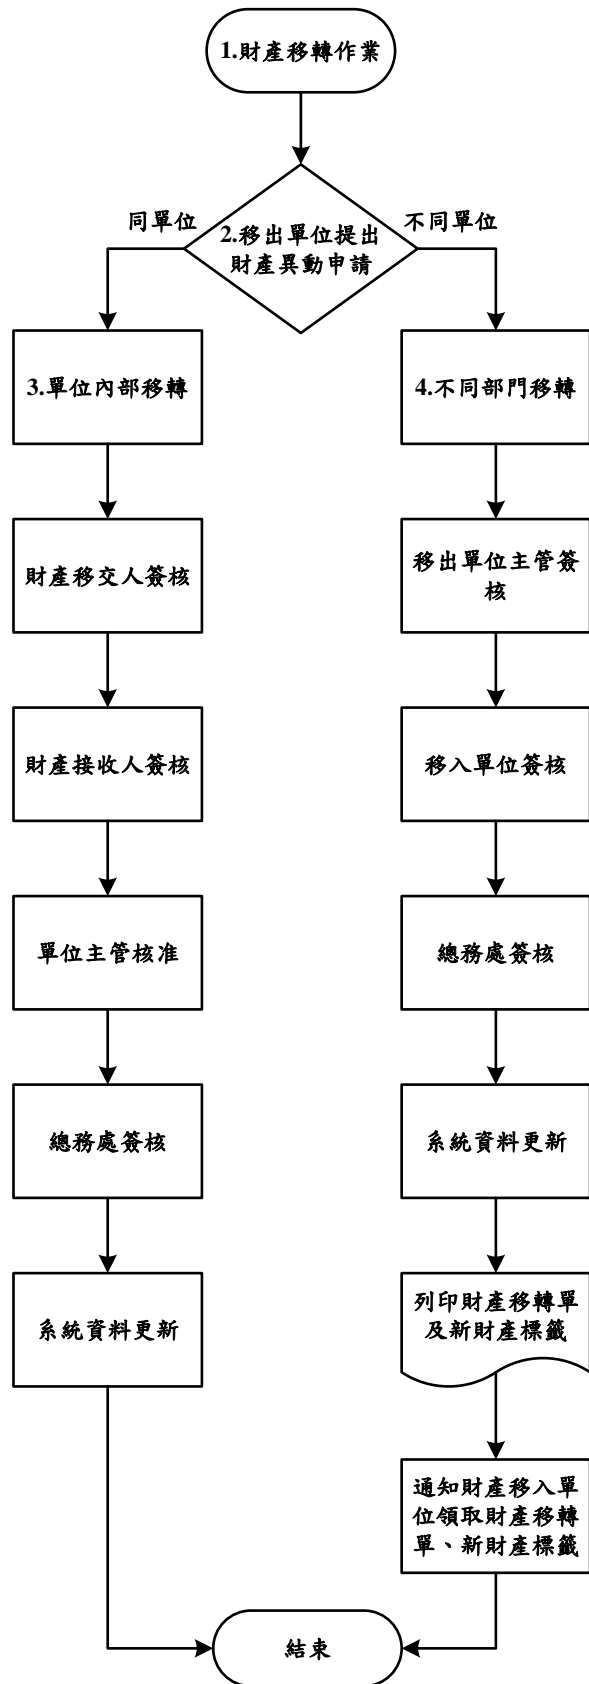 1.財產移轉作業
同單位
不同單位
2.移出單位提出
財產異動申請
3.單位內部移轉
4.不同部門移轉
財產移交人簽核
移出單位主管簽
核
財產接收人簽核
移入單位簽核
單位主管核准
總務處簽核
總務處簽核
系統資料更新
系統資料更新
列印財產移轉單
及新財產標籤
通知財產移入單
位領取財產移轉
單、新財產標籤
結束